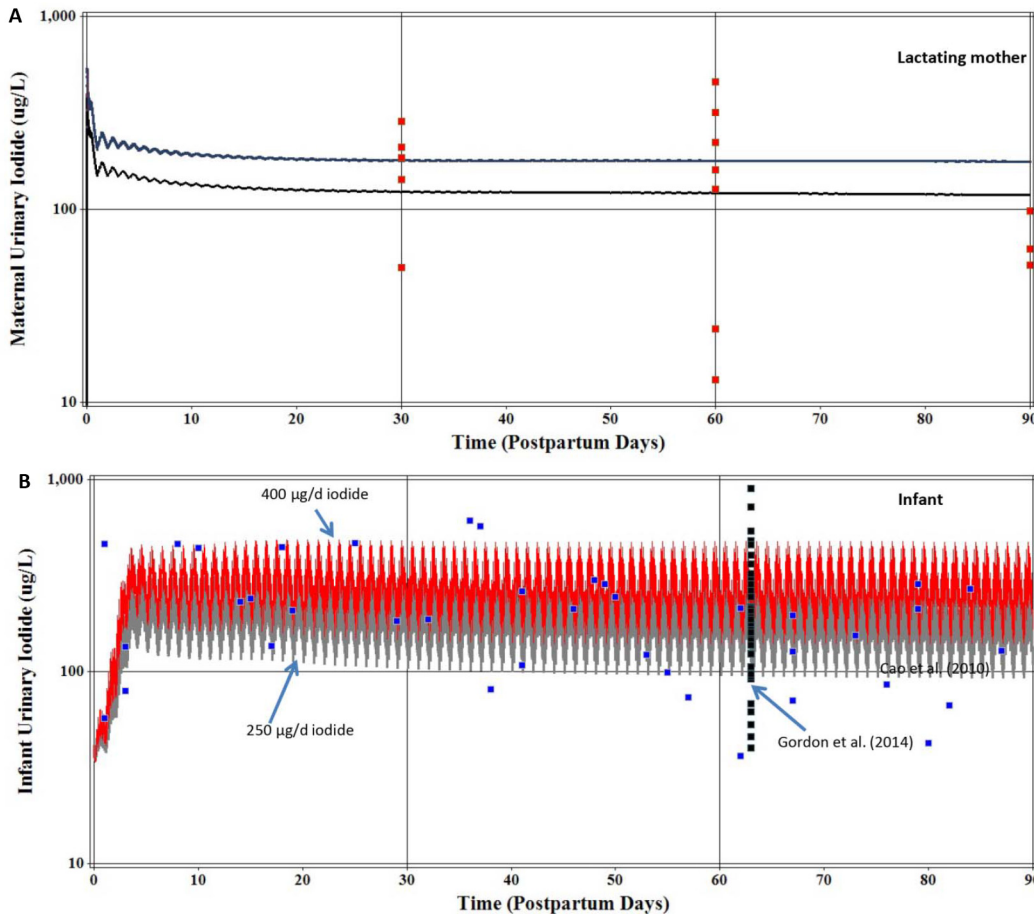 A
Maternal Urinary Iodide (ug/L)
1,000
100
10
Lactating mother
0 10 20 30 40 50 60 70 80 90
Time (Postpartum Days)
B
Infant Urinary Iodide (ug/L)
1,000
100
10
400 µg/d iodide
Infant
250 µg/d iodide
Cao et al. (2010)
Gordon et al. (2014)
0 10 20 30 40 50 60 70 80 90
Time (Postpartum Days)